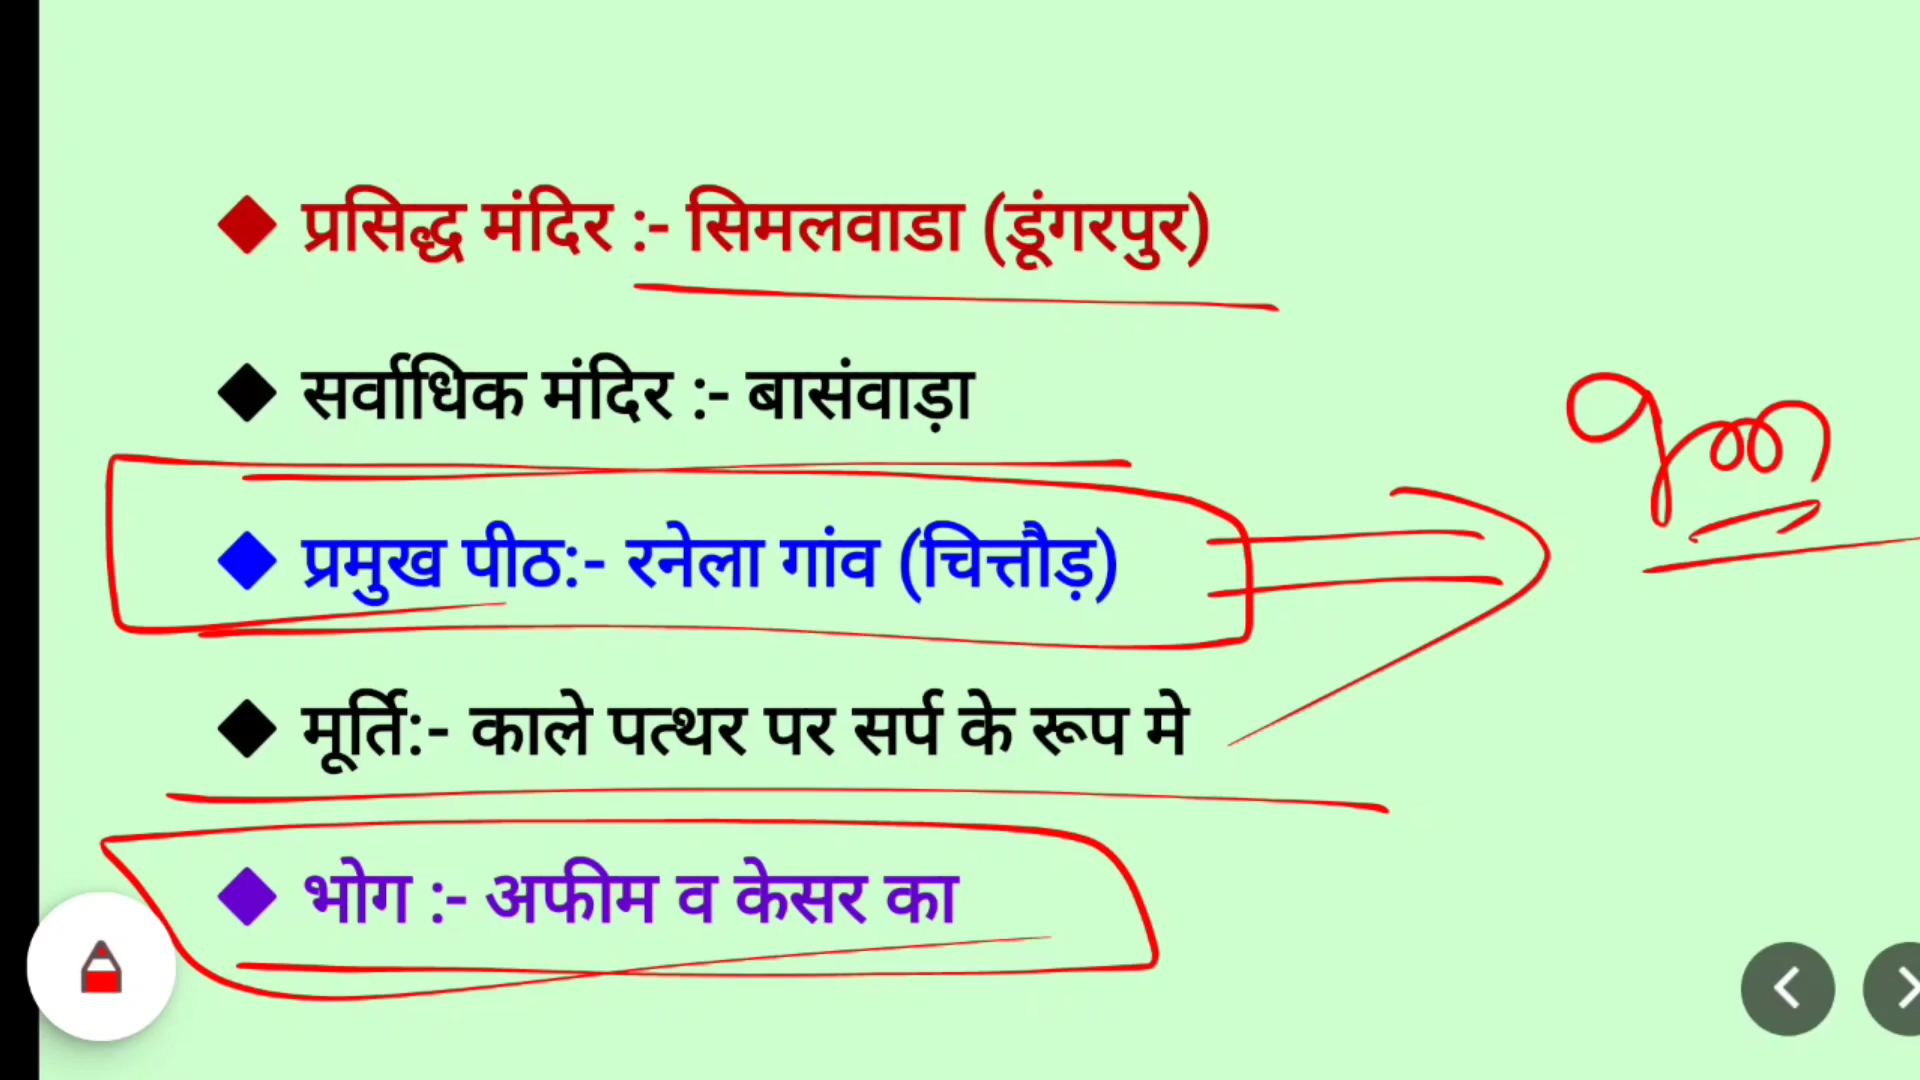 ◆ प्रसिद्ध मंदिर :- सिमलवाडा (डूंगरपुर)
◆ सर्वाधिक मंदिर :- बासंवाड़ा
◆ प्रमुख पीठ:- रनेला गांव (चित्तौड़)
◆ मूर्ति:- काले पत्थर पर सर्प के रूप मे
◆ भोग :- अफीम व केसर का